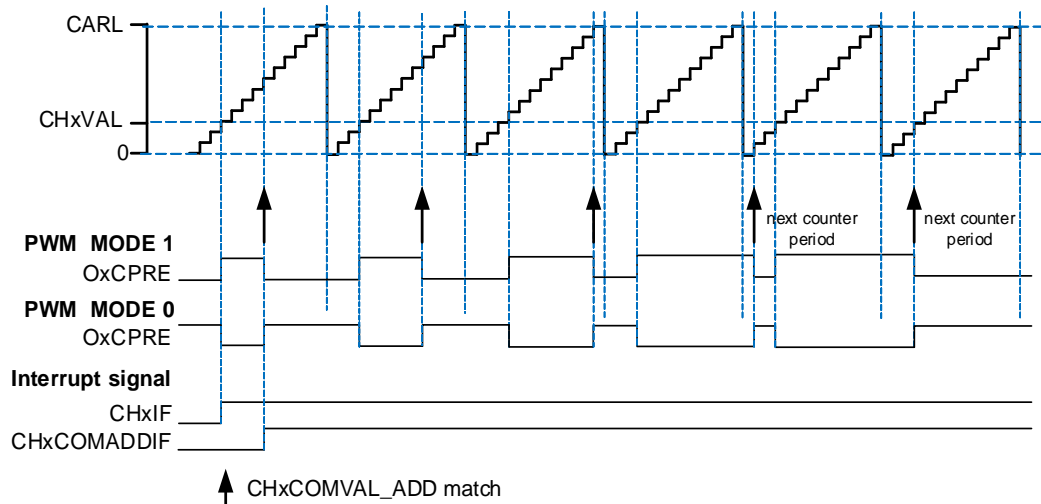 CARL
CHxVAL
0
next counter
period
next counter
period
PWM MODE 1
OxCPRE
PWM MODE 0
OxCPRE
Interrupt signal
CHxIF
CHxCOMADDIF
CHxCOMVAL_ADD match